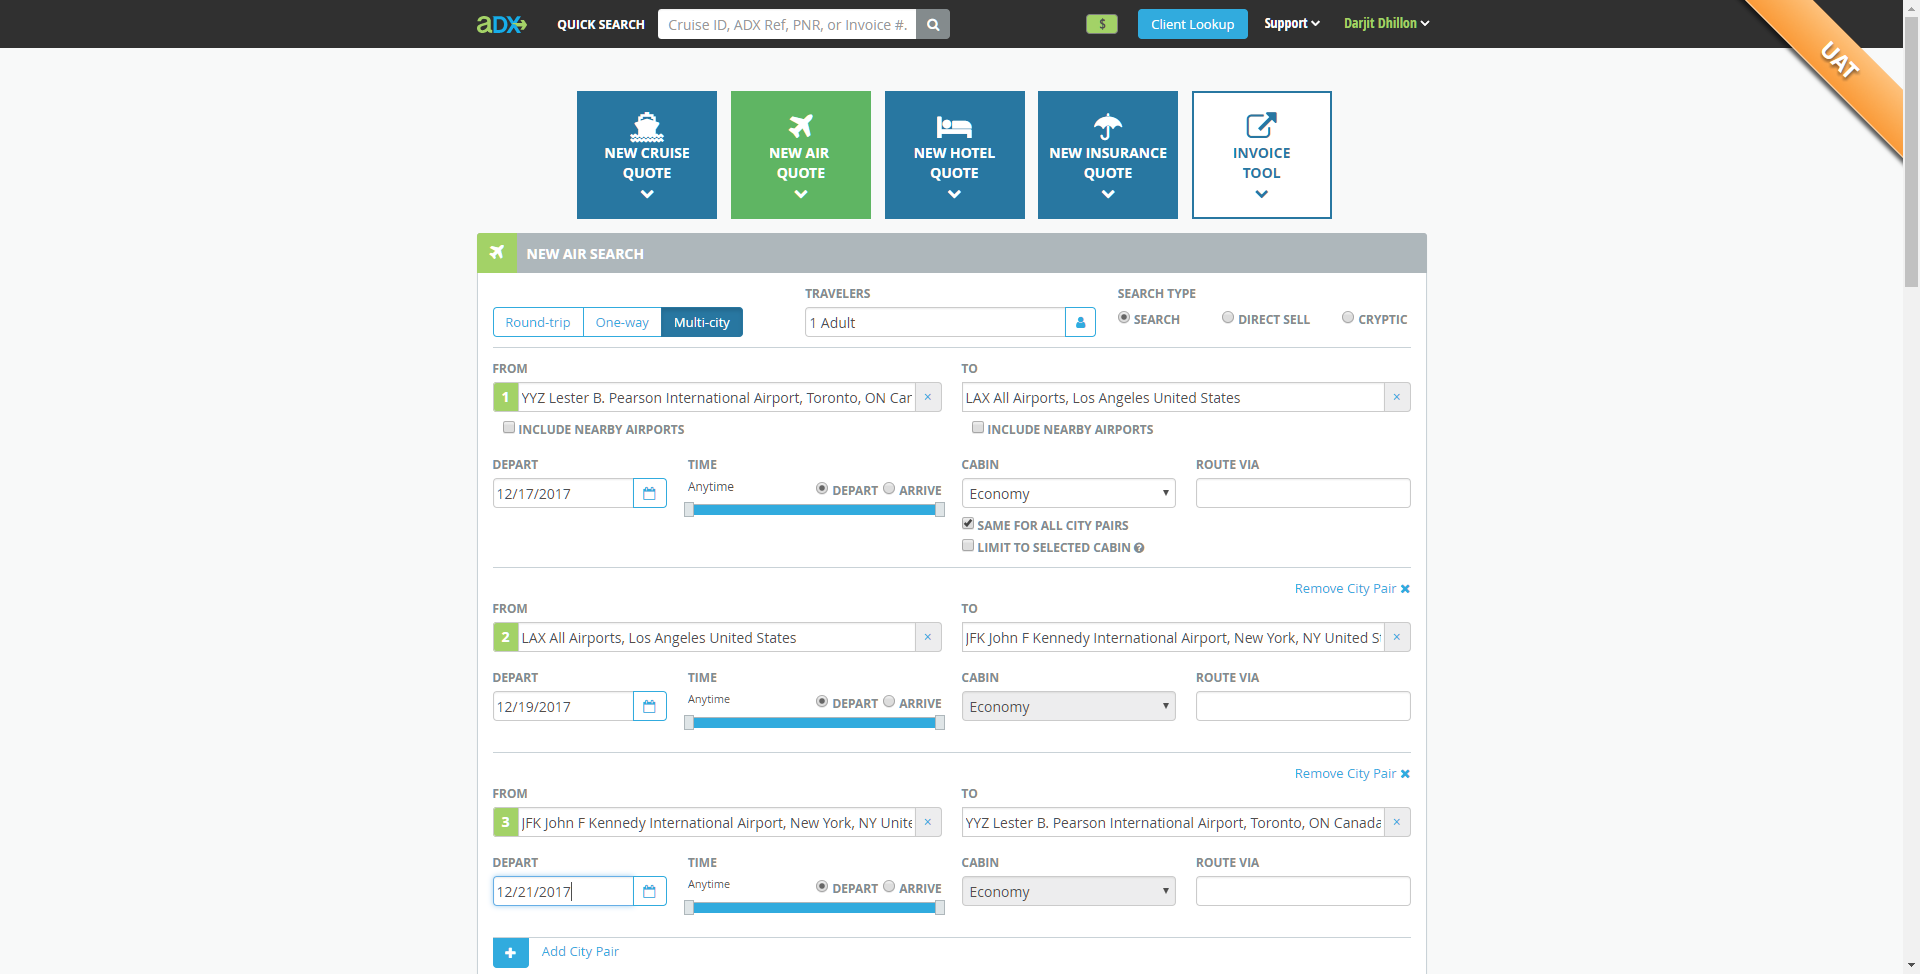 aDX
QUICK SEARCH
Cruise ID, ADX Ref, PNR, or Invoice #.
$
Client Lookup
Support
Darjit Dhillon
UAT
NEW CRUISE
QUOTE
NEW AIR
QUOTE
NEW HOTEL
QUOTE
NEW INSURANCE
QUOTE
INVOICE
TOOL
NEW AIR SEARCH
TRAVELERS
SEARCH TYPE
Round-trip
One-way
Multi-city
1 Adult
SEARCH
DIRECT SELL
CRYPTIC
FROM
TO
1
YYZ Lester B. Pearson International Airport, Toronto, ON Car
×
LAX All Airports, Los Angeles United States
×
INCLUDE NEARBY AIRPORTS
INCLUDE NEARBY AIRPORTS
DEPART
TIME
CABIN
ROUTE VIA
12/17/2017
Anytime
DEPART
ARRIVE
Economy
SAME FOR ALL CITY PAIRS
LIMIT TO SELECTED CABIN ?
Remove City Pair ×
FROM
TO
2
LAX All Airports, Los Angeles United States
×
JFK John F Kennedy International Airport, New York, NY United S
×
DEPART
TIME
CABIN
ROUTE VIA
12/19/2017
Anytime
DEPART
ARRIVE
Economy
Remove City Pair ×
FROM
TO
3
JFK John F Kennedy International Airport, New York, NY Unite
×
YYZ Lester B. Pearson International Airport, Toronto, ON Canada
×
DEPART
TIME
CABIN
ROUTE VIA
12/21/2017
Anytime
DEPART
ARRIVE
Economy
+
Add City Pair